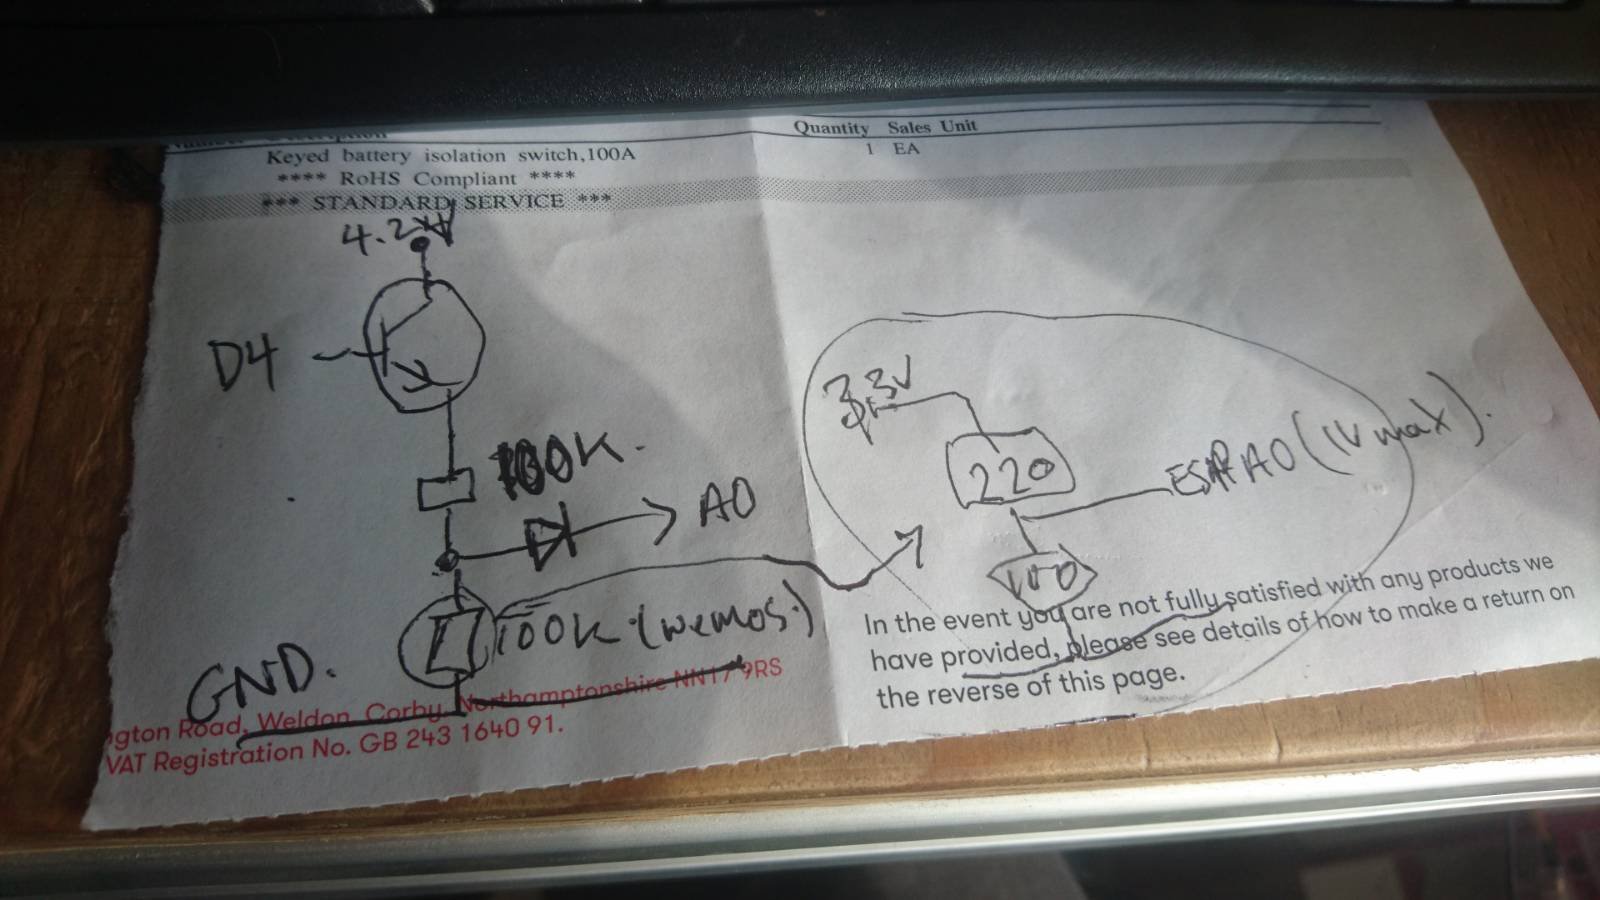 Quantity Sales Unit
Keyed battery isolation switch,100A
1 EA
**** RoHS Compliant ****
*** STANDARD SERVICE ***
4.2V
D4
100K.
A0
100K.(wemos.)
GND.
3.3V
220
ESP A0 (1V max).
100
In the event you are not fully satisfied with any products we
have provided, please see details of how to make a return on
the reverse of this page.
gton Road, Weldon, Corby, Northamptonshire NN17 9RS
VAT Registration No. GB 243 1640 91.